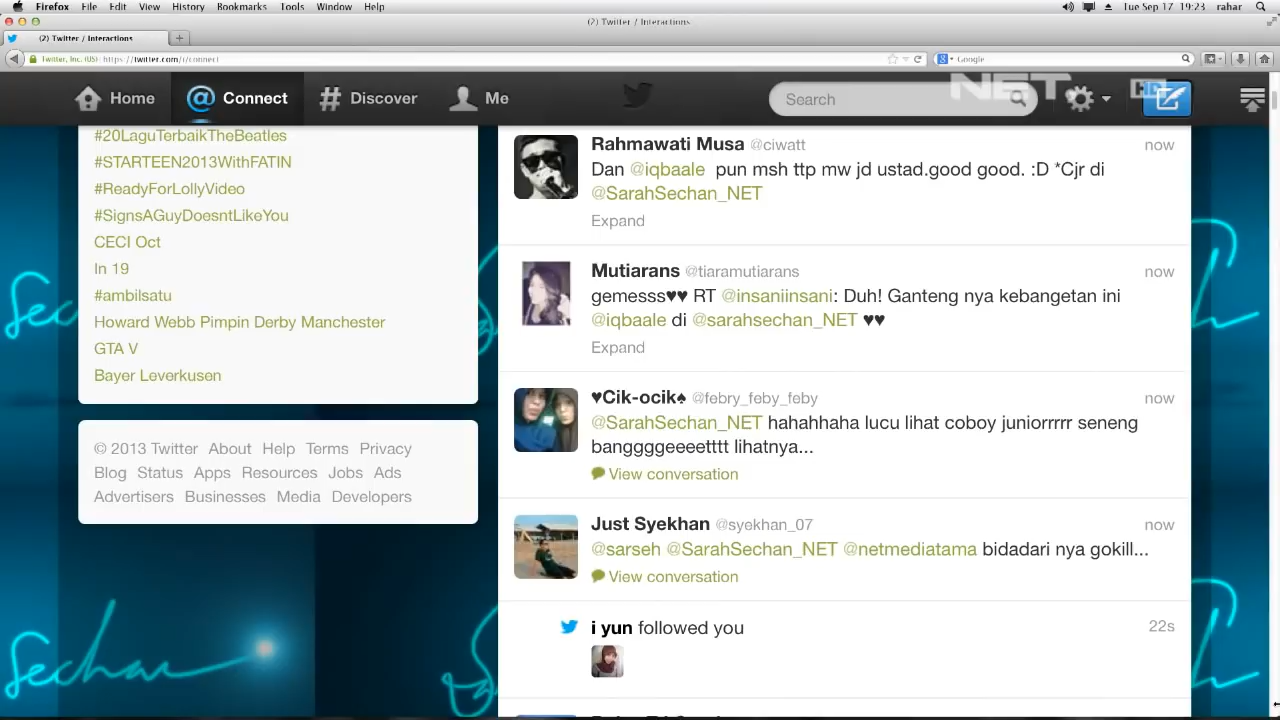 Firefox File Edit View History Bookmarks Tools Window Help
Tue Sep 17 19:23 rahar
(2) Twitter / Interactions
(2) Twitter / Interactions
Twitter, Inc. (US) https://twitter.com/i/connect
Google
Home Connect Discover Me Search
NET HD
#20LaguTerbaikTheBeatles
#STARTEEN2013WithFATIN
#ReadyForLollyVideo
#SignsAGuyDoesntLikeYou
CECI Oct
In 19
#ambilsatu
Howard Webb Pimpin Derby Manchester
GTA V
Bayer Leverkusen
© 2013 Twitter About Help Terms Privacy
Blog Status Apps Resources Jobs Ads
Advertisers Businesses Media Developers
Rahmawati Musa @ciwatt now
Dan @iqbaale pun msh ttp mw jd ustad.good good. :D *Cjr di
@SarahSechan_NET
Expand
Mutiarans @tiaramutiarans now
gemesss♥♥ RT @insaniinsani: Duh! Ganteng nya kebangetan ini
@iqbaale di @sarahsechan_NET ♥♥
Expand
♥Cik-ocik♠ @febry_feby_feby now
@SarahSechan_NET hahahhaha lucu lihat coboy juniorrrrr seneng
banggggeeeetttt lihatnya...
View conversation
Just Syekhan @syekhan_07 now
@sarseh @SarahSechan_NET @netmediatama bidadari nya gokill...
View conversation
i yun followed you 22s
Sechan